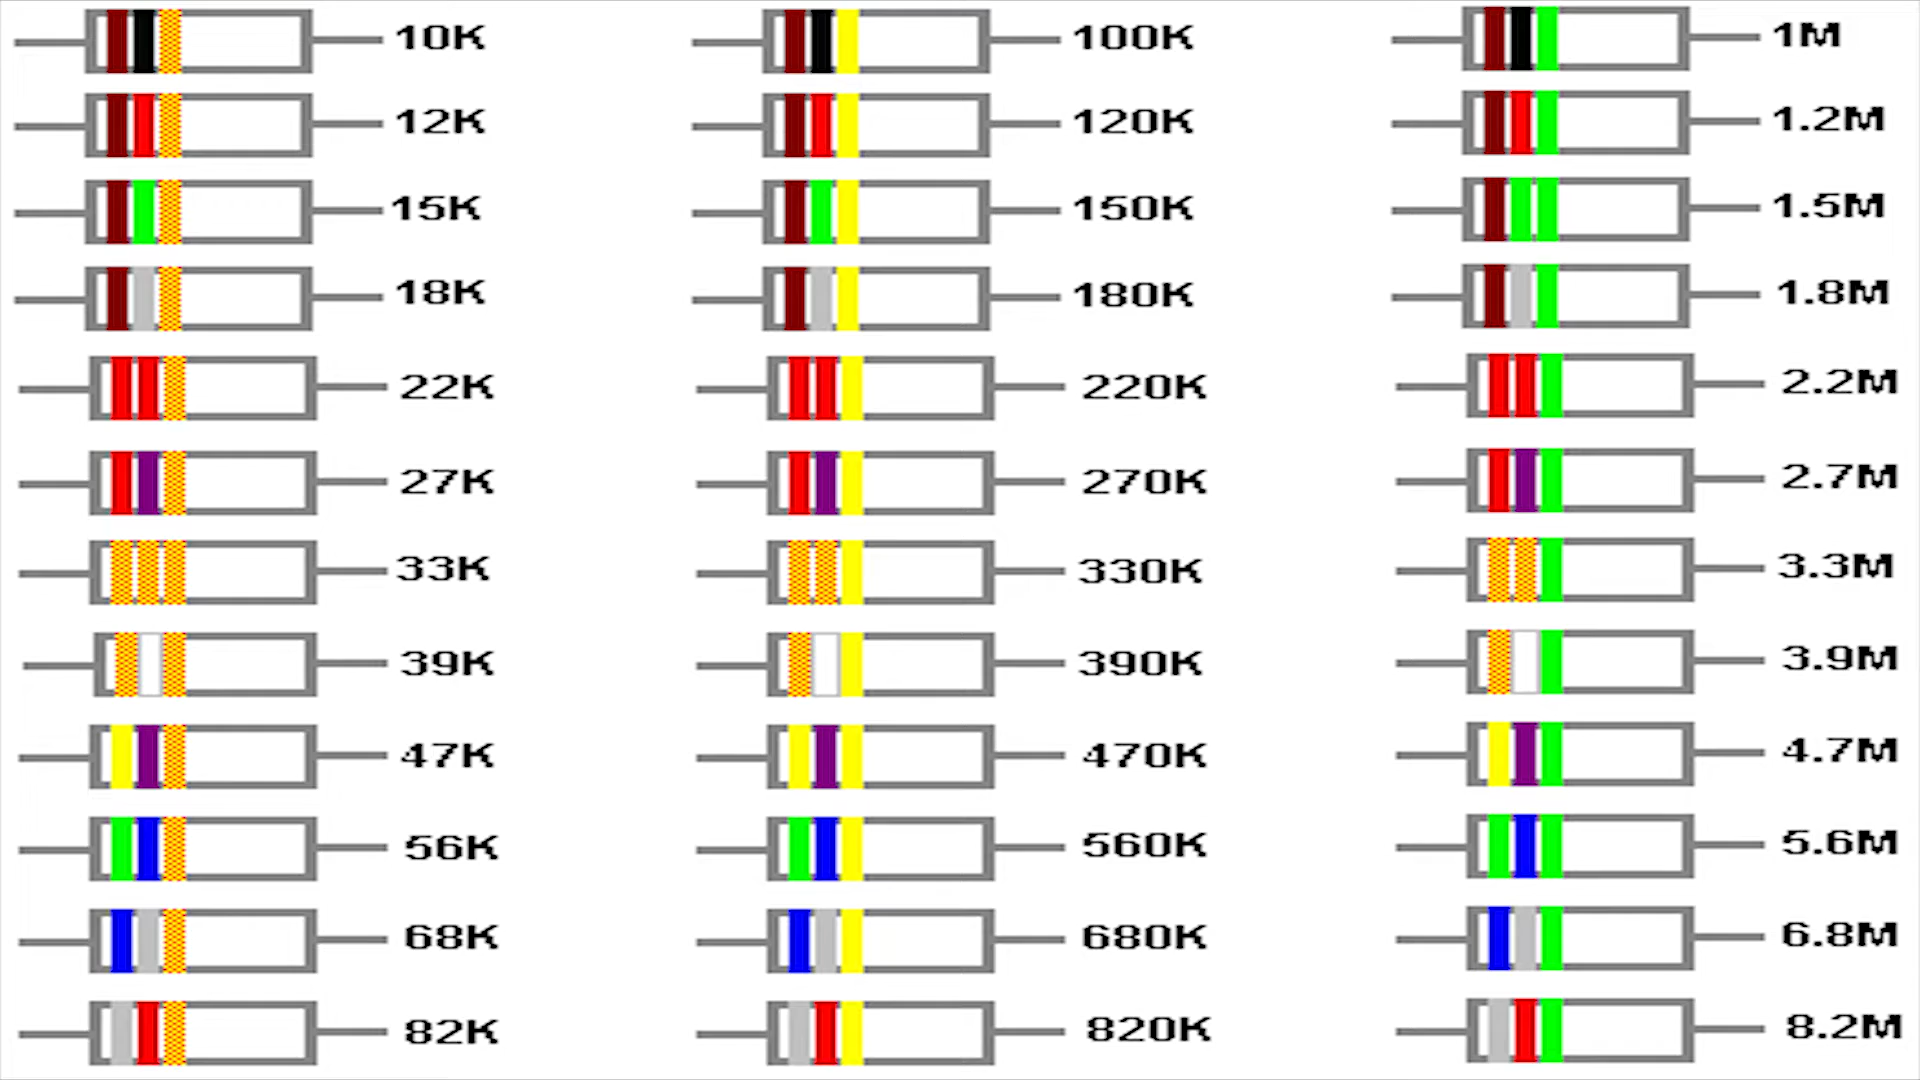 10K 100K 1M
12K 120K 1.2M
15K 150K 1.5M
18K 180K 1.8M
22K 220K 2.2M
27K 270K 2.7M
33K 330K 3.3M
39K 390K 3.9M
47K 470K 4.7M
56K 560K 5.6M
68K 680K 6.8M
82K 820K 8.2M